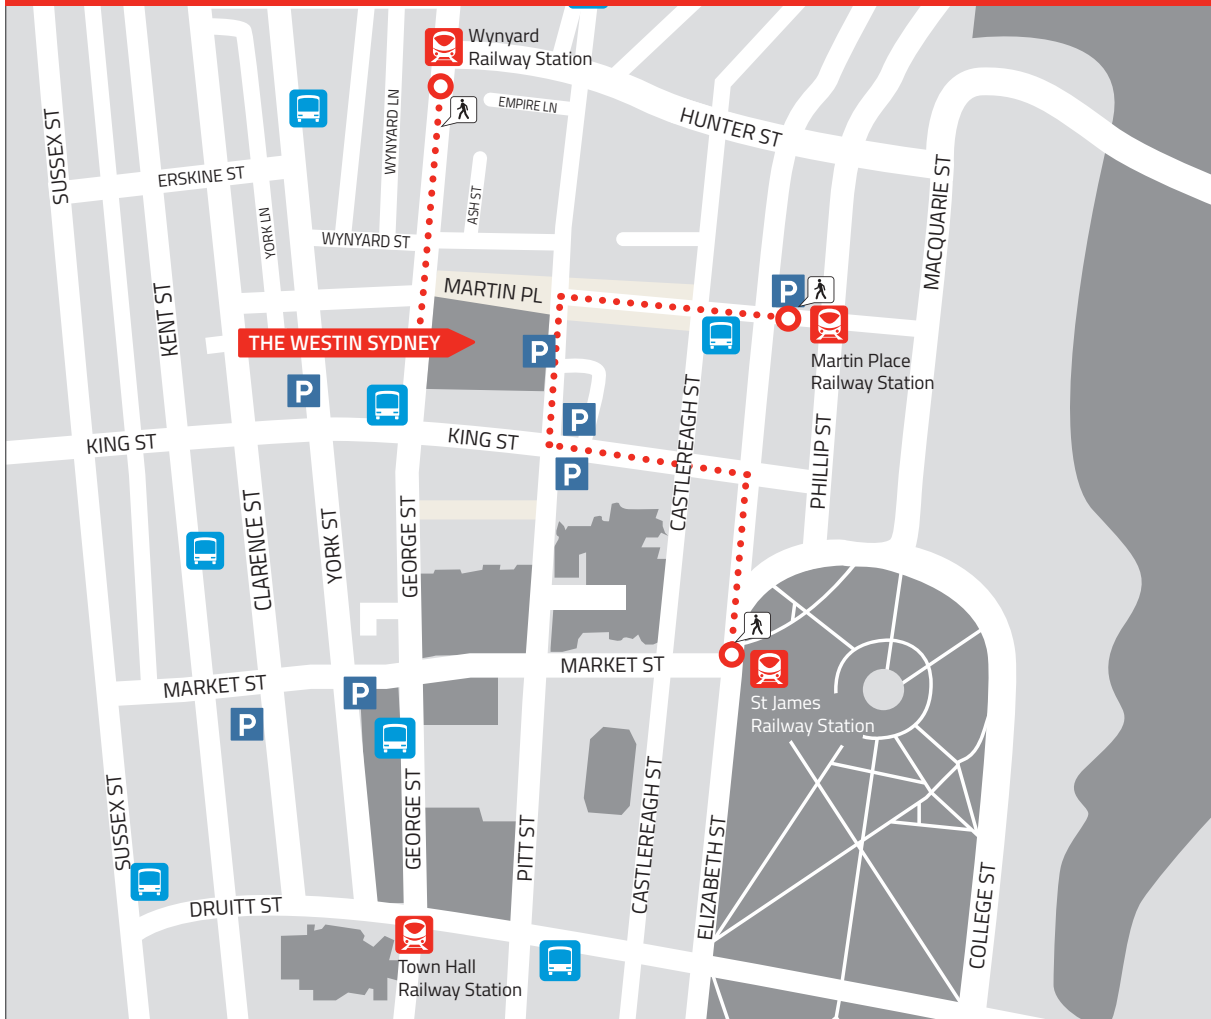 Wynyard
Railway Station
EMPIRE LN
HUNTER ST
SUSSEX ST
WYNYARD LN
ERSKINE ST
MACQUARIE ST
ASH ST
YORK LN
WYNYARD ST
MARTIN PL
P
KENT ST
THE WESTIN SYDNEY
P
Martin Place
Railway Station
P
CASTLEREAGH ST
P
KING ST
KING ST
P
PHILLIP ST
CLARENCE ST
YORK ST
GEORGE ST
MARKET ST
MARKET ST
P
P
St James
Railway Station
SUSSEX ST
GEORGE ST
PITT ST
CASTLEREAGH ST
ELIZABETH ST
COLLEGE ST
DRUITT ST
Town Hall
Railway Station